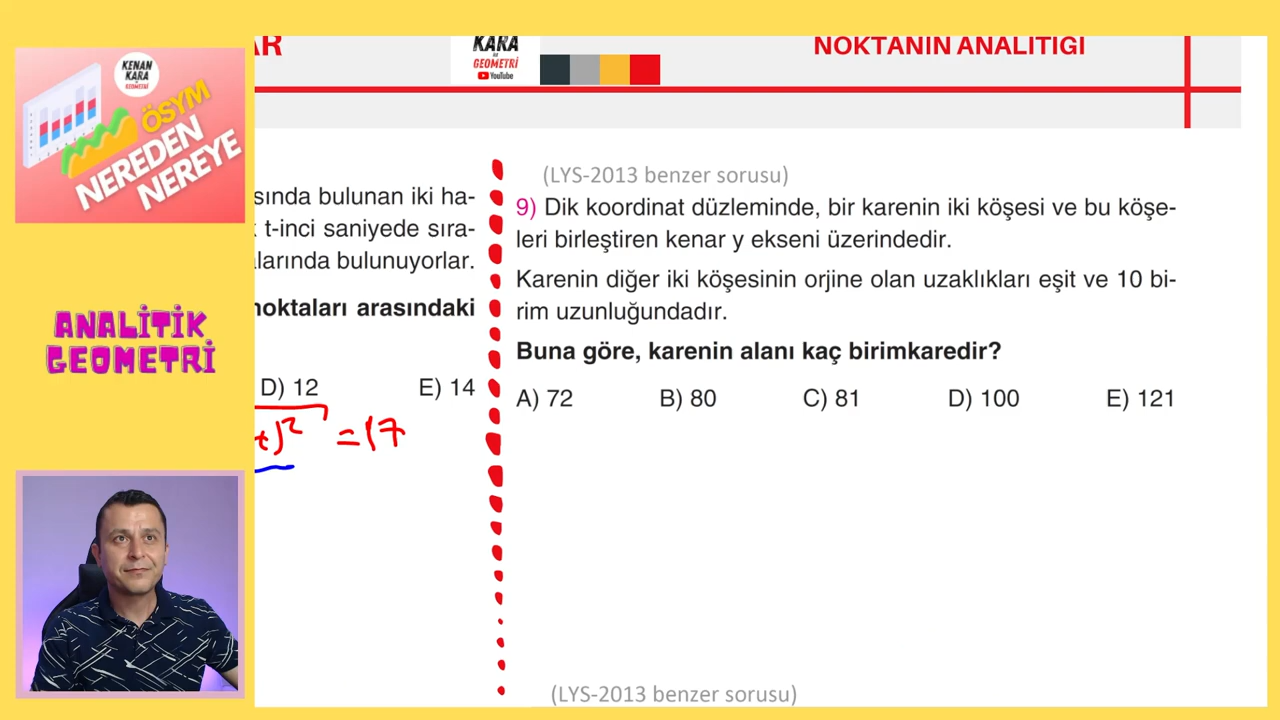 KENAN
KARA
ile
GEOMETRİ
ÖSYM
NEREDEN
NEREYE
ANALİTİK
GEOMETRİ
AR
KARA
ile
GEOMETRİ
YouTube
NOKTANIN ANALİTİĞİ
sında bulunan iki ha-
t-inci saniyede sıra-
alarında bulunuyorlar.
noktaları arasındaki
D) 12 E) 14
t)² = 17
(LYS-2013 benzer sorusu)
9) Dik koordinat düzleminde, bir karenin iki köşesi ve bu köşe-
leri birleştiren kenar y ekseni üzerindedir.
Karenin diğer iki köşesinin orjine olan uzaklıkları eşit ve 10 bi-
rim uzunluğundadır.
Buna göre, karenin alanı kaç birimkaredir?
A) 72 B) 80 C) 81 D) 100 E) 121
(LYS-2013 benzer sorusu)